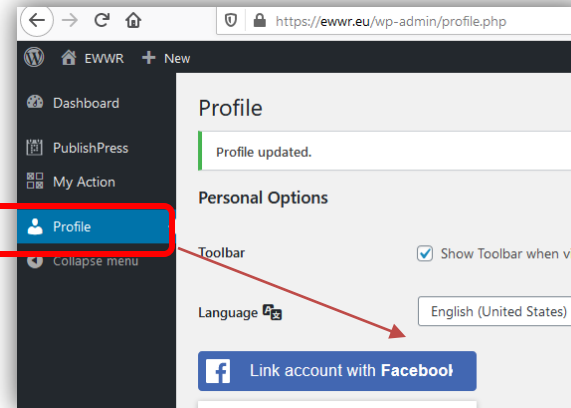 https://ewwr.eu/wp-admin/profile.php
EWWR + New
Dashboard
PublishPress
My Action
Profile
Collapse menu
Profile
Profile updated.
Personal Options
Toolbar
Show Toolbar when
Language
English (United States)
Link account with Facebook